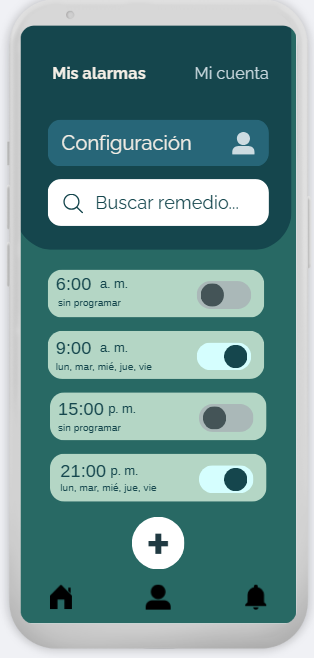 Mis alarmas Mi cuenta
Configuración
Buscar remedio...
6:00 a. m.
sin programar
9:00 a. m.
lun, mar, mié, jue, vie
15:00 p. m.
sin programar
21:00 p. m.
lun, mar, mié, jue, vie